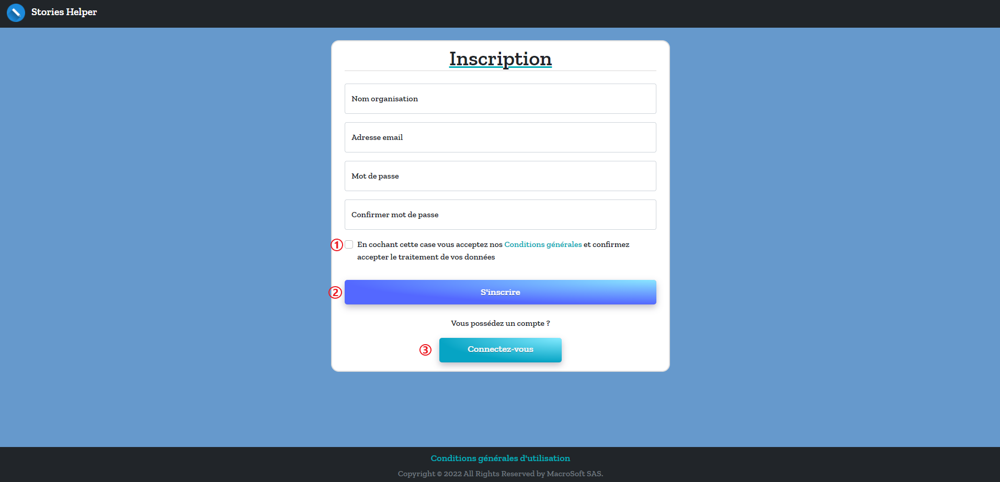 Stories Helper
Inscription
Nom organisation
Adresse email
Mot de passe
Confirmer mot de passe
① En cochant cette case vous acceptez nos Conditions générales et confirmez
accepter le traitement de vos données
② S'inscrire
Vous possédez un compte ?
③ Connectez-vous
Conditions générales d'utilisation
Copyright © 2022 All Rights Reserved by MacroSoft SAS.